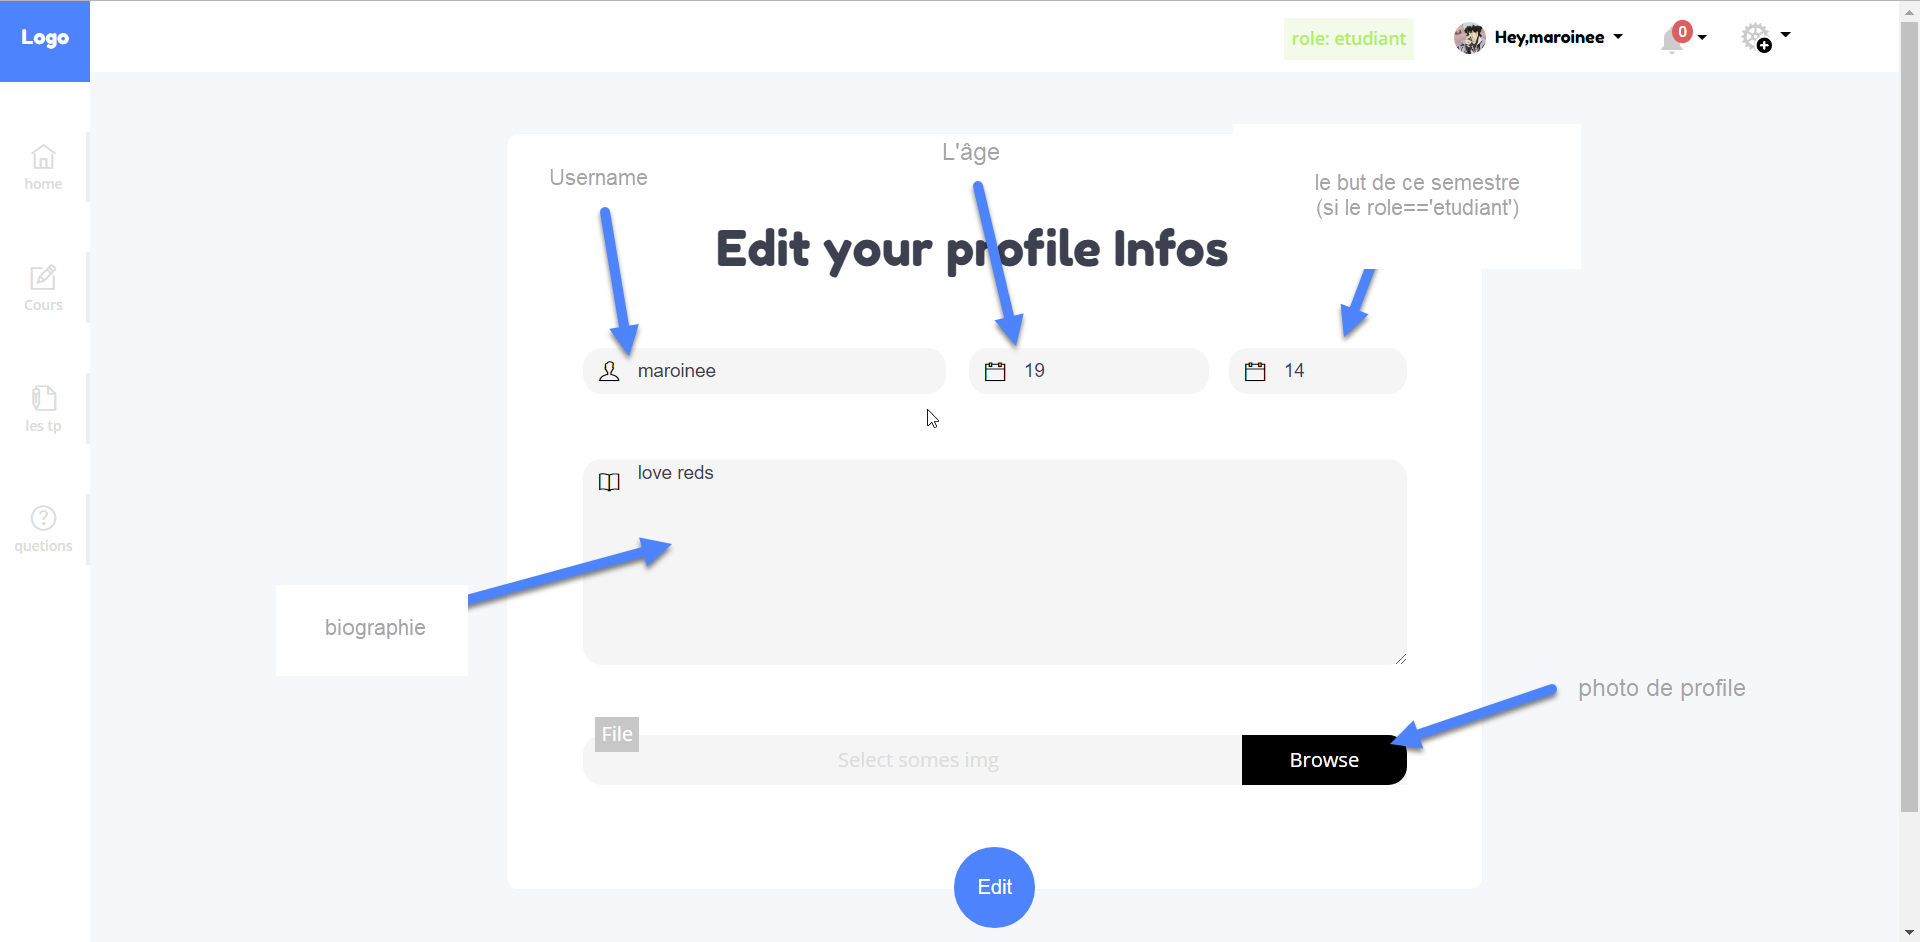 Logo
role: etudiant
Hey,maroinee
0
home
Cours
les tp
quetions
Username
L'âge
le but de ce semestre
(si le role=='etudiant')
Edit your profile Infos
maroinee
19
14
love reds
biographie
photo de profile
File
Select somes img
Browse
Edit